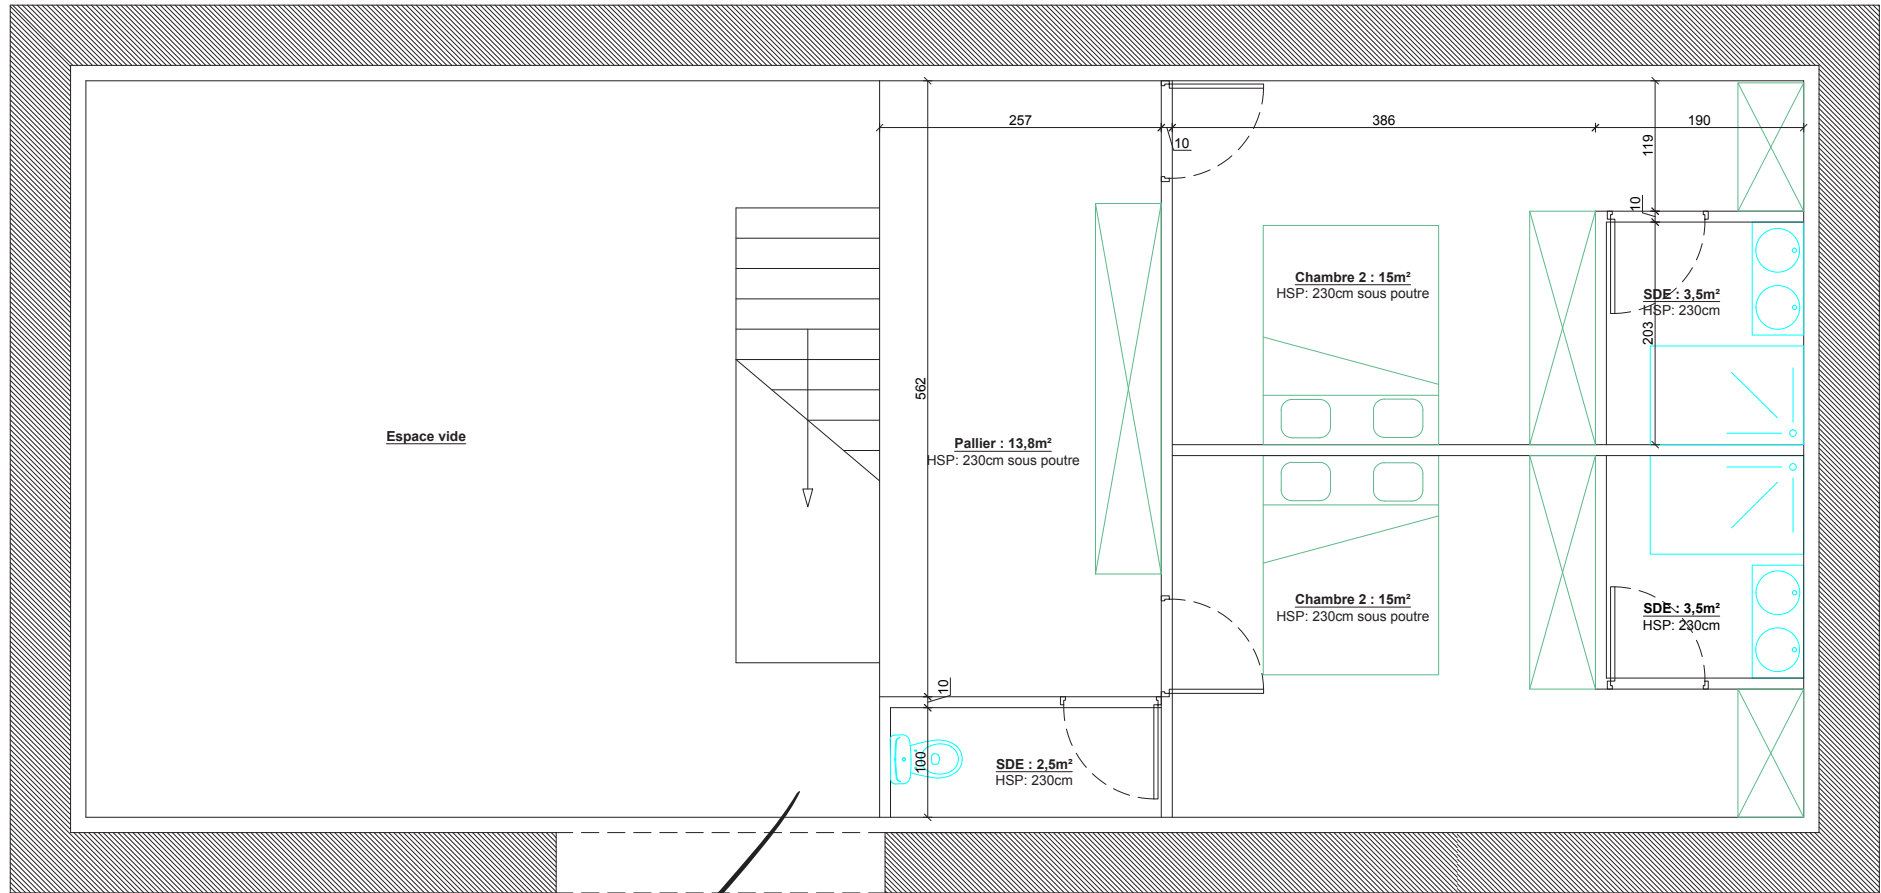 257
386
190
10
119
10
Chambre 2 : 15m²
HSP: 230cm sous poutre
SDE : 3,5m²
HSP: 230cm
203
562
Espace vide
Pallier : 13,8m²
HSP: 230cm sous poutre
Chambre 2 : 15m²
HSP: 230cm sous poutre
SDE : 3,5m²
HSP: 230cm
10
100
SDE : 2,5m²
HSP: 230cm